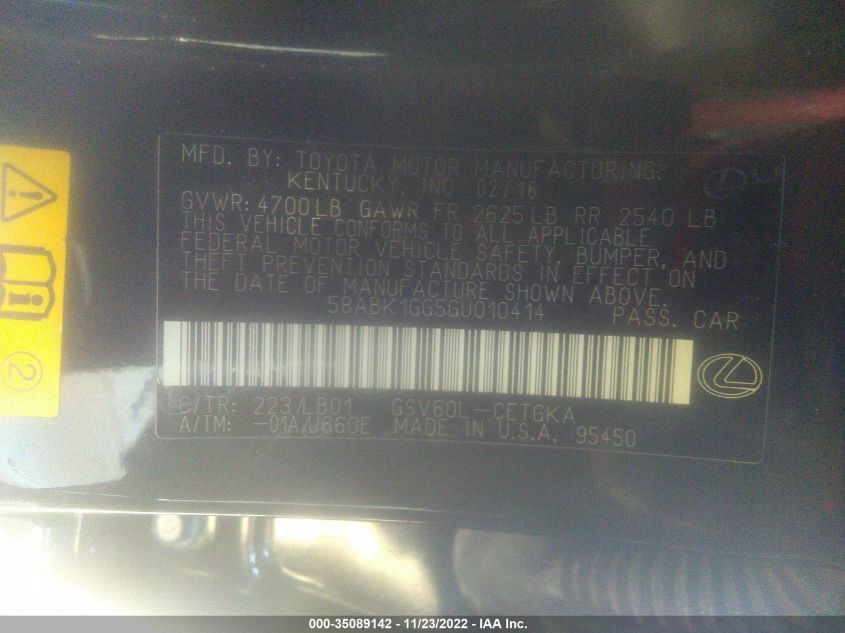 MFD. BY: TOYOTA MOTOR MANUFACTURING,
KENTUCKY, INC 02/16
GVWR: 4700LB GAWR FR 2625LB RR 2540 LB
THIS VEHICLE CONFORMS TO ALL APPLICABLE
FEDERAL MOTOR VEHICLE SAFETY, BUMPER, AND
THEFT PREVENTION STANDARDS IN EFFECT ON
THE DATE OF MANUFACTURE SHOWN ABOVE.
58ABK1GG5GU010414 PASS. CAR
C/TR: 223/LB01 GSV60L-CETGKA
A/TM: -01A/U660E MADE IN U.S.A. 95450
2
000-35089142 - 11/23/2022 - IAA Inc.